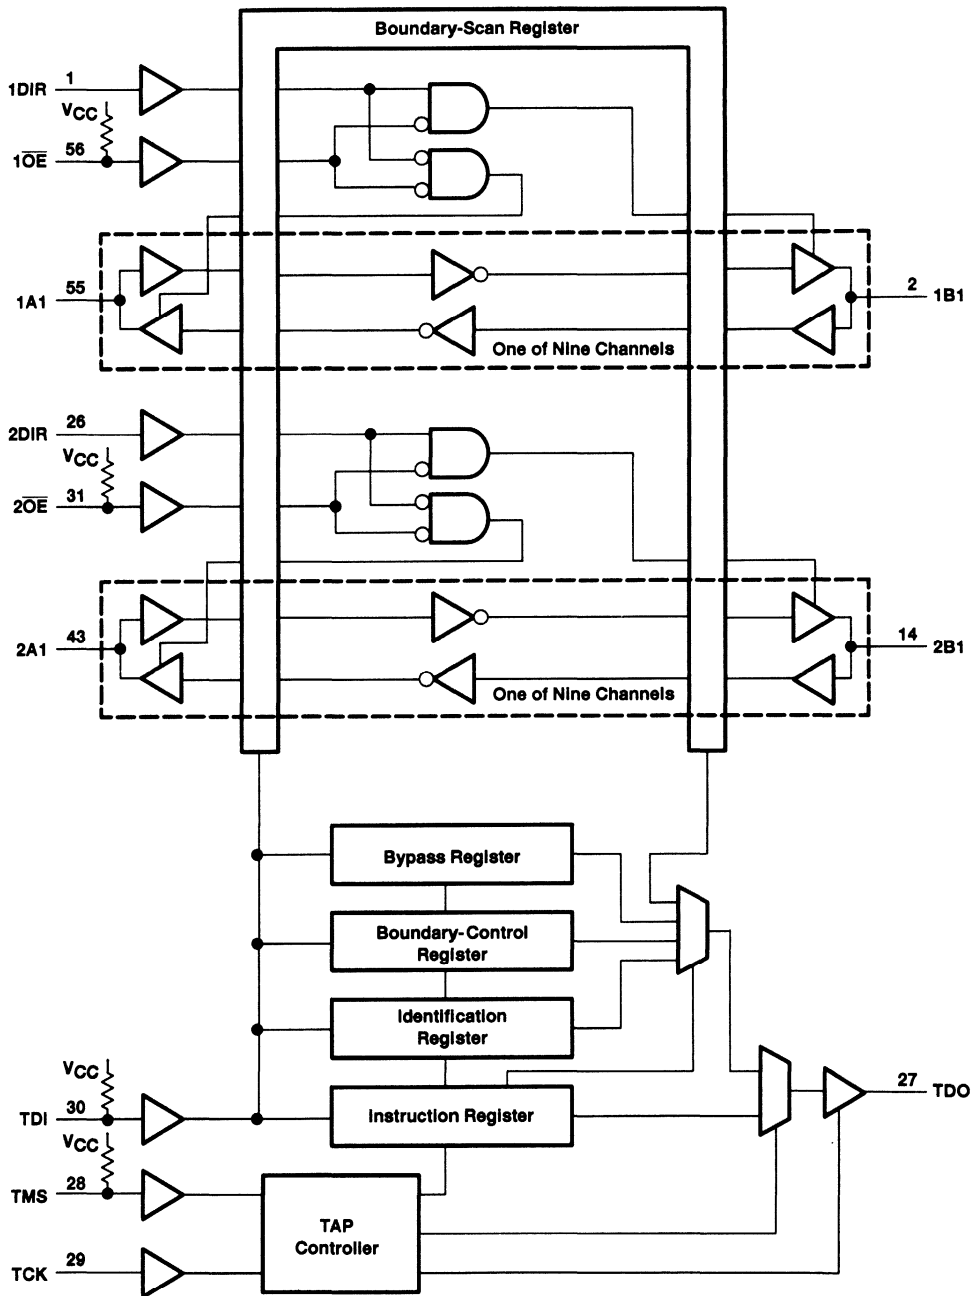 Boundary-Scan Register
1DIR
1
VCC
1OE
56
1A1
55
2
1B1
One of Nine Channels
2DIR
26
VCC
2OE
31
2A1
43
14
2B1
One of Nine Channels
Bypass Register
Boundary-Control
Register
Identification
Register
VCC
TDI
30
Instruction Register
27
TDO
VCC
TMS
28
TAP
Controller
TCK
29